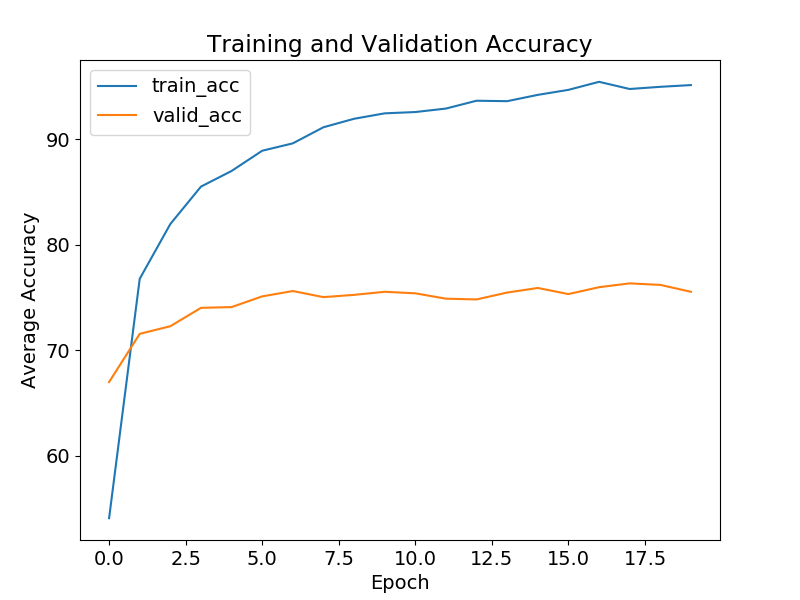 Training and Validation Accuracy
train_acc
valid_acc
Average Accuracy
90
80
70
60
0.0 2.5 5.0 7.5 10.0 12.5 15.0 17.5
Epoch